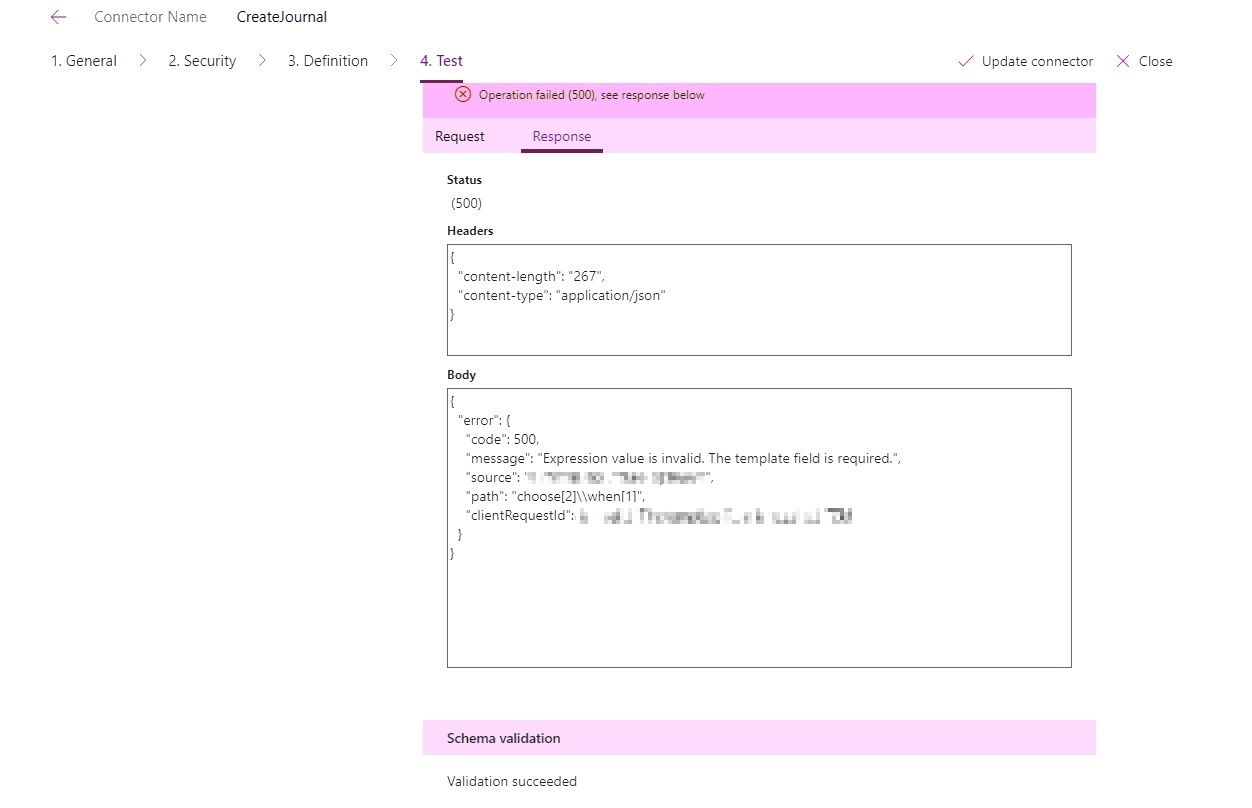 Connector Name CreateJournal
1. General 2. Security 3. Definition 4. Test Update connector Close
Operation failed (500), see response below
Request Response
Status
(500)
Headers
{
"content-length": "267",
"content-type": "application/json"
}
Body
{
"error": {
"code": 500,
"message": "Expression value is invalid. The template field is required.",
"source": "
"path": "choose[2]\\when[1]",
"clientRequestId":
}
}
Schema validation
Validation succeeded